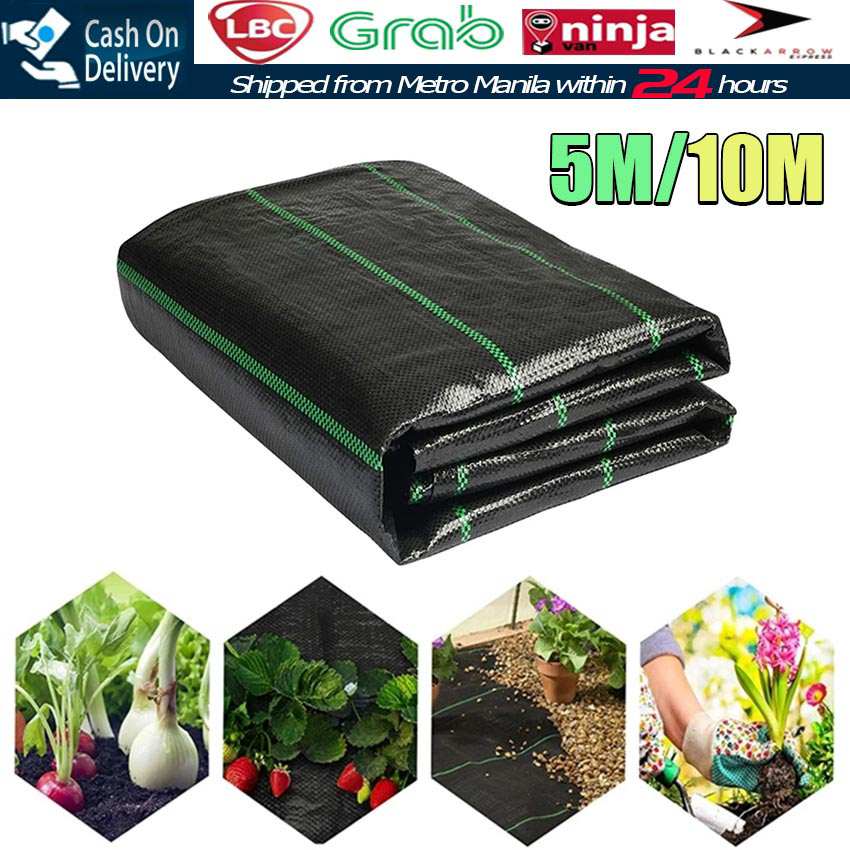 Cash On
Delivery
LBC
Grab
ninja
van
BLACKARROW
EXPRESS
Shipped from Metro Manila within 24 hours
5M/10M